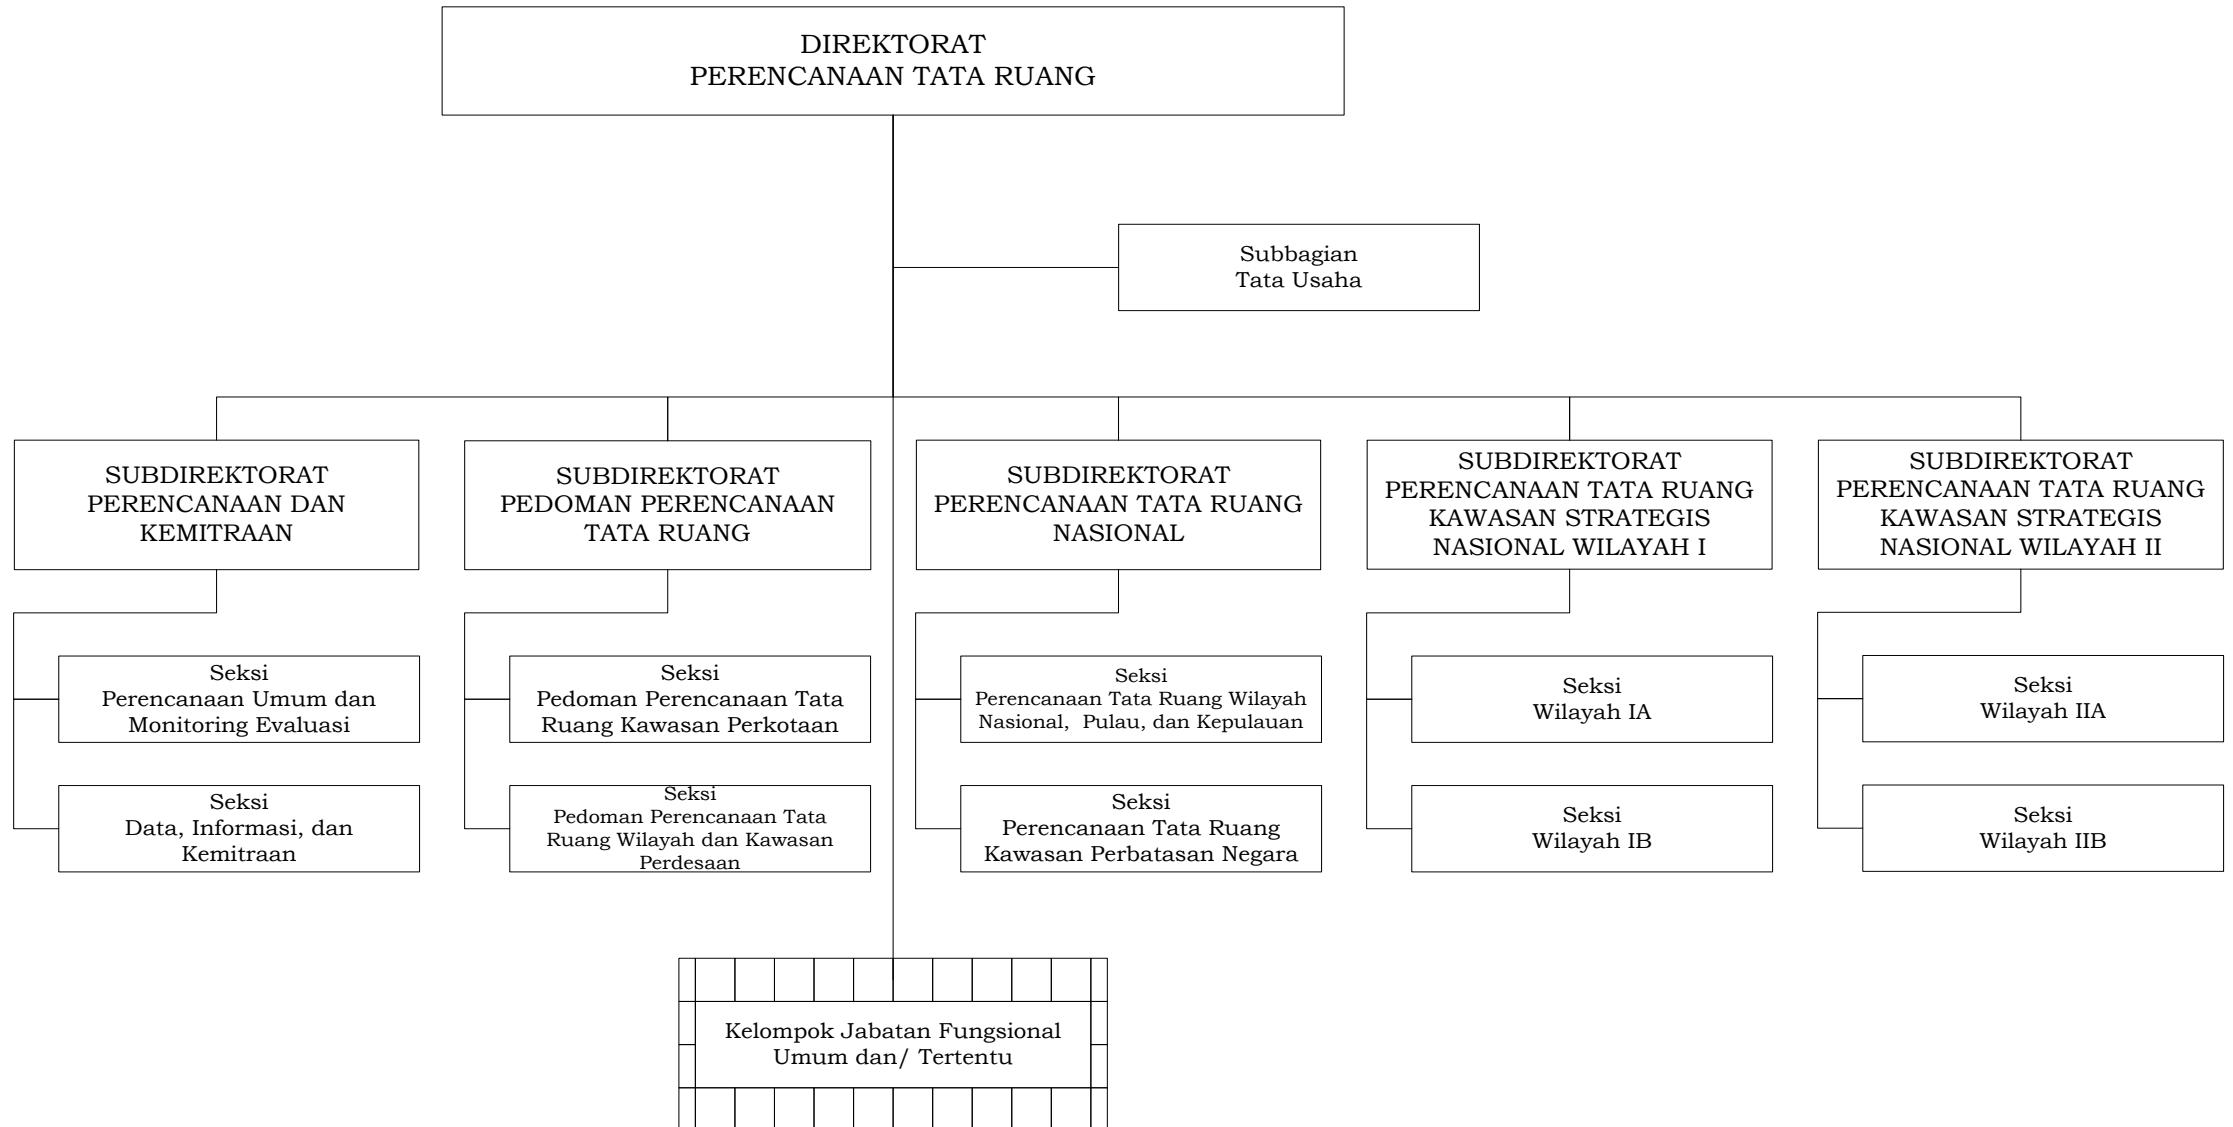 DIREKTORAT
PERENCANAAN TATA RUANG
Subbagian
Tata Usaha
SUBDIREKTORAT
PERENCANAAN DAN
KEMITRAAN
SUBDIREKTORAT
PEDOMAN PERENCANAAN
TATA RUANG
SUBDIREKTORAT
PERENCANAAN TATA RUANG
NASIONAL
SUBDIREKTORAT
PERENCANAAN TATA RUANG
KAWASAN STRATEGIS
NASIONAL WILAYAH I
SUBDIREKTORAT
PERENCANAAN TATA RUANG
KAWASAN STRATEGIS
NASIONAL WILAYAH II
Seksi
Perencanaan Umum dan
Monitoring Evaluasi
Seksi
Pedoman Perencanaan Tata
Ruang Kawasan Perkotaan
Seksi
Perencanaan Tata Ruang Wilayah
Nasional, Pulau, dan Kepulauan
Seksi
Wilayah IA
Seksi
Wilayah IIA
Seksi
Data, Informasi, dan
Kemitraan
Seksi
Pedoman Perencanaan Tata
Ruang Wilayah dan Kawasan
Perdesaan
Seksi
Perencanaan Tata Ruang
Kawasan Perbatasan Negara
Seksi
Wilayah IB
Seksi
Wilayah IIB
Kelompok Jabatan Fungsional
Umum dan/ Tertentu